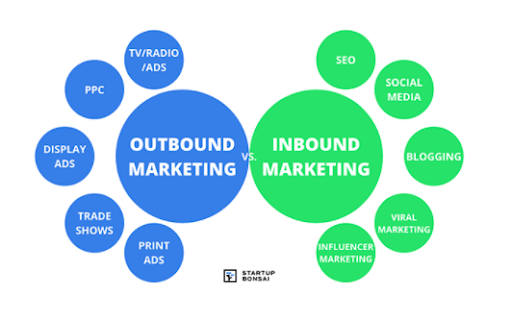 TV/RADIO
/ADS
PPC
DISPLAY
ADS
TRADE
SHOWS
PRINT
ADS
OUTBOUND
MARKETING
VS.
INBOUND
MARKETING
SEO
SOCIAL
MEDIA
BLOGGING
VIRAL
MARKETING
INFLUENCER
MARKETING
STARTUP
BONSAI